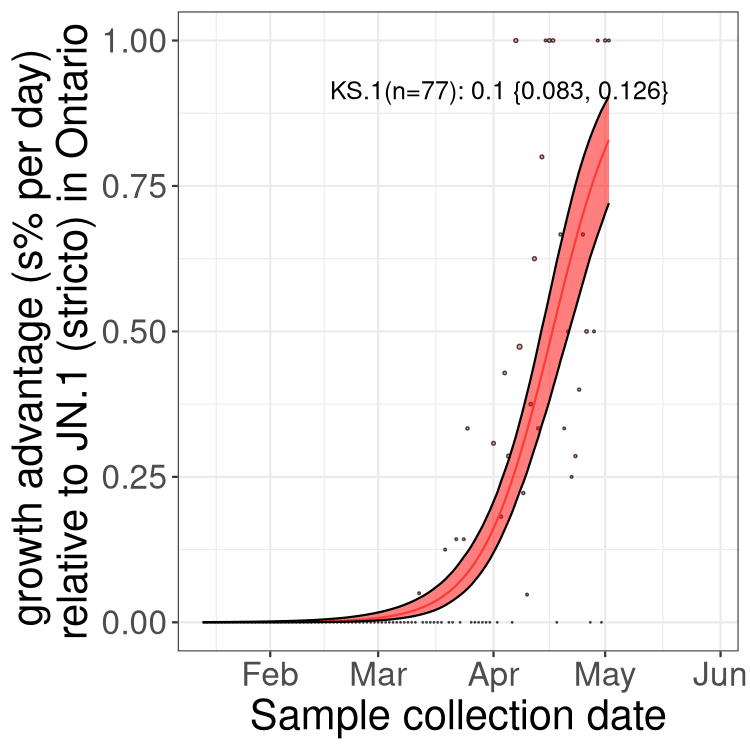 growth advantage (s% per day)
relative to JN.1 (stricto) in Ontario
1.00
0.75
0.50
0.25
0.00
KS.1(n=77): 0.1 {0.083, 0.126}
Feb
Mar
Apr
May
Jun
Sample collection date